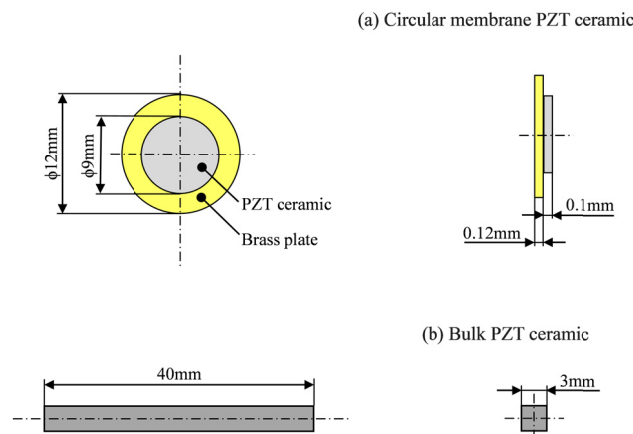 (a) Circular membrane PZT ceramic
ϕ12mm
ϕ9mm
PZT ceramic
Brass plate
0.1mm
0.12mm
(b) Bulk PZT ceramic
40mm
3mm